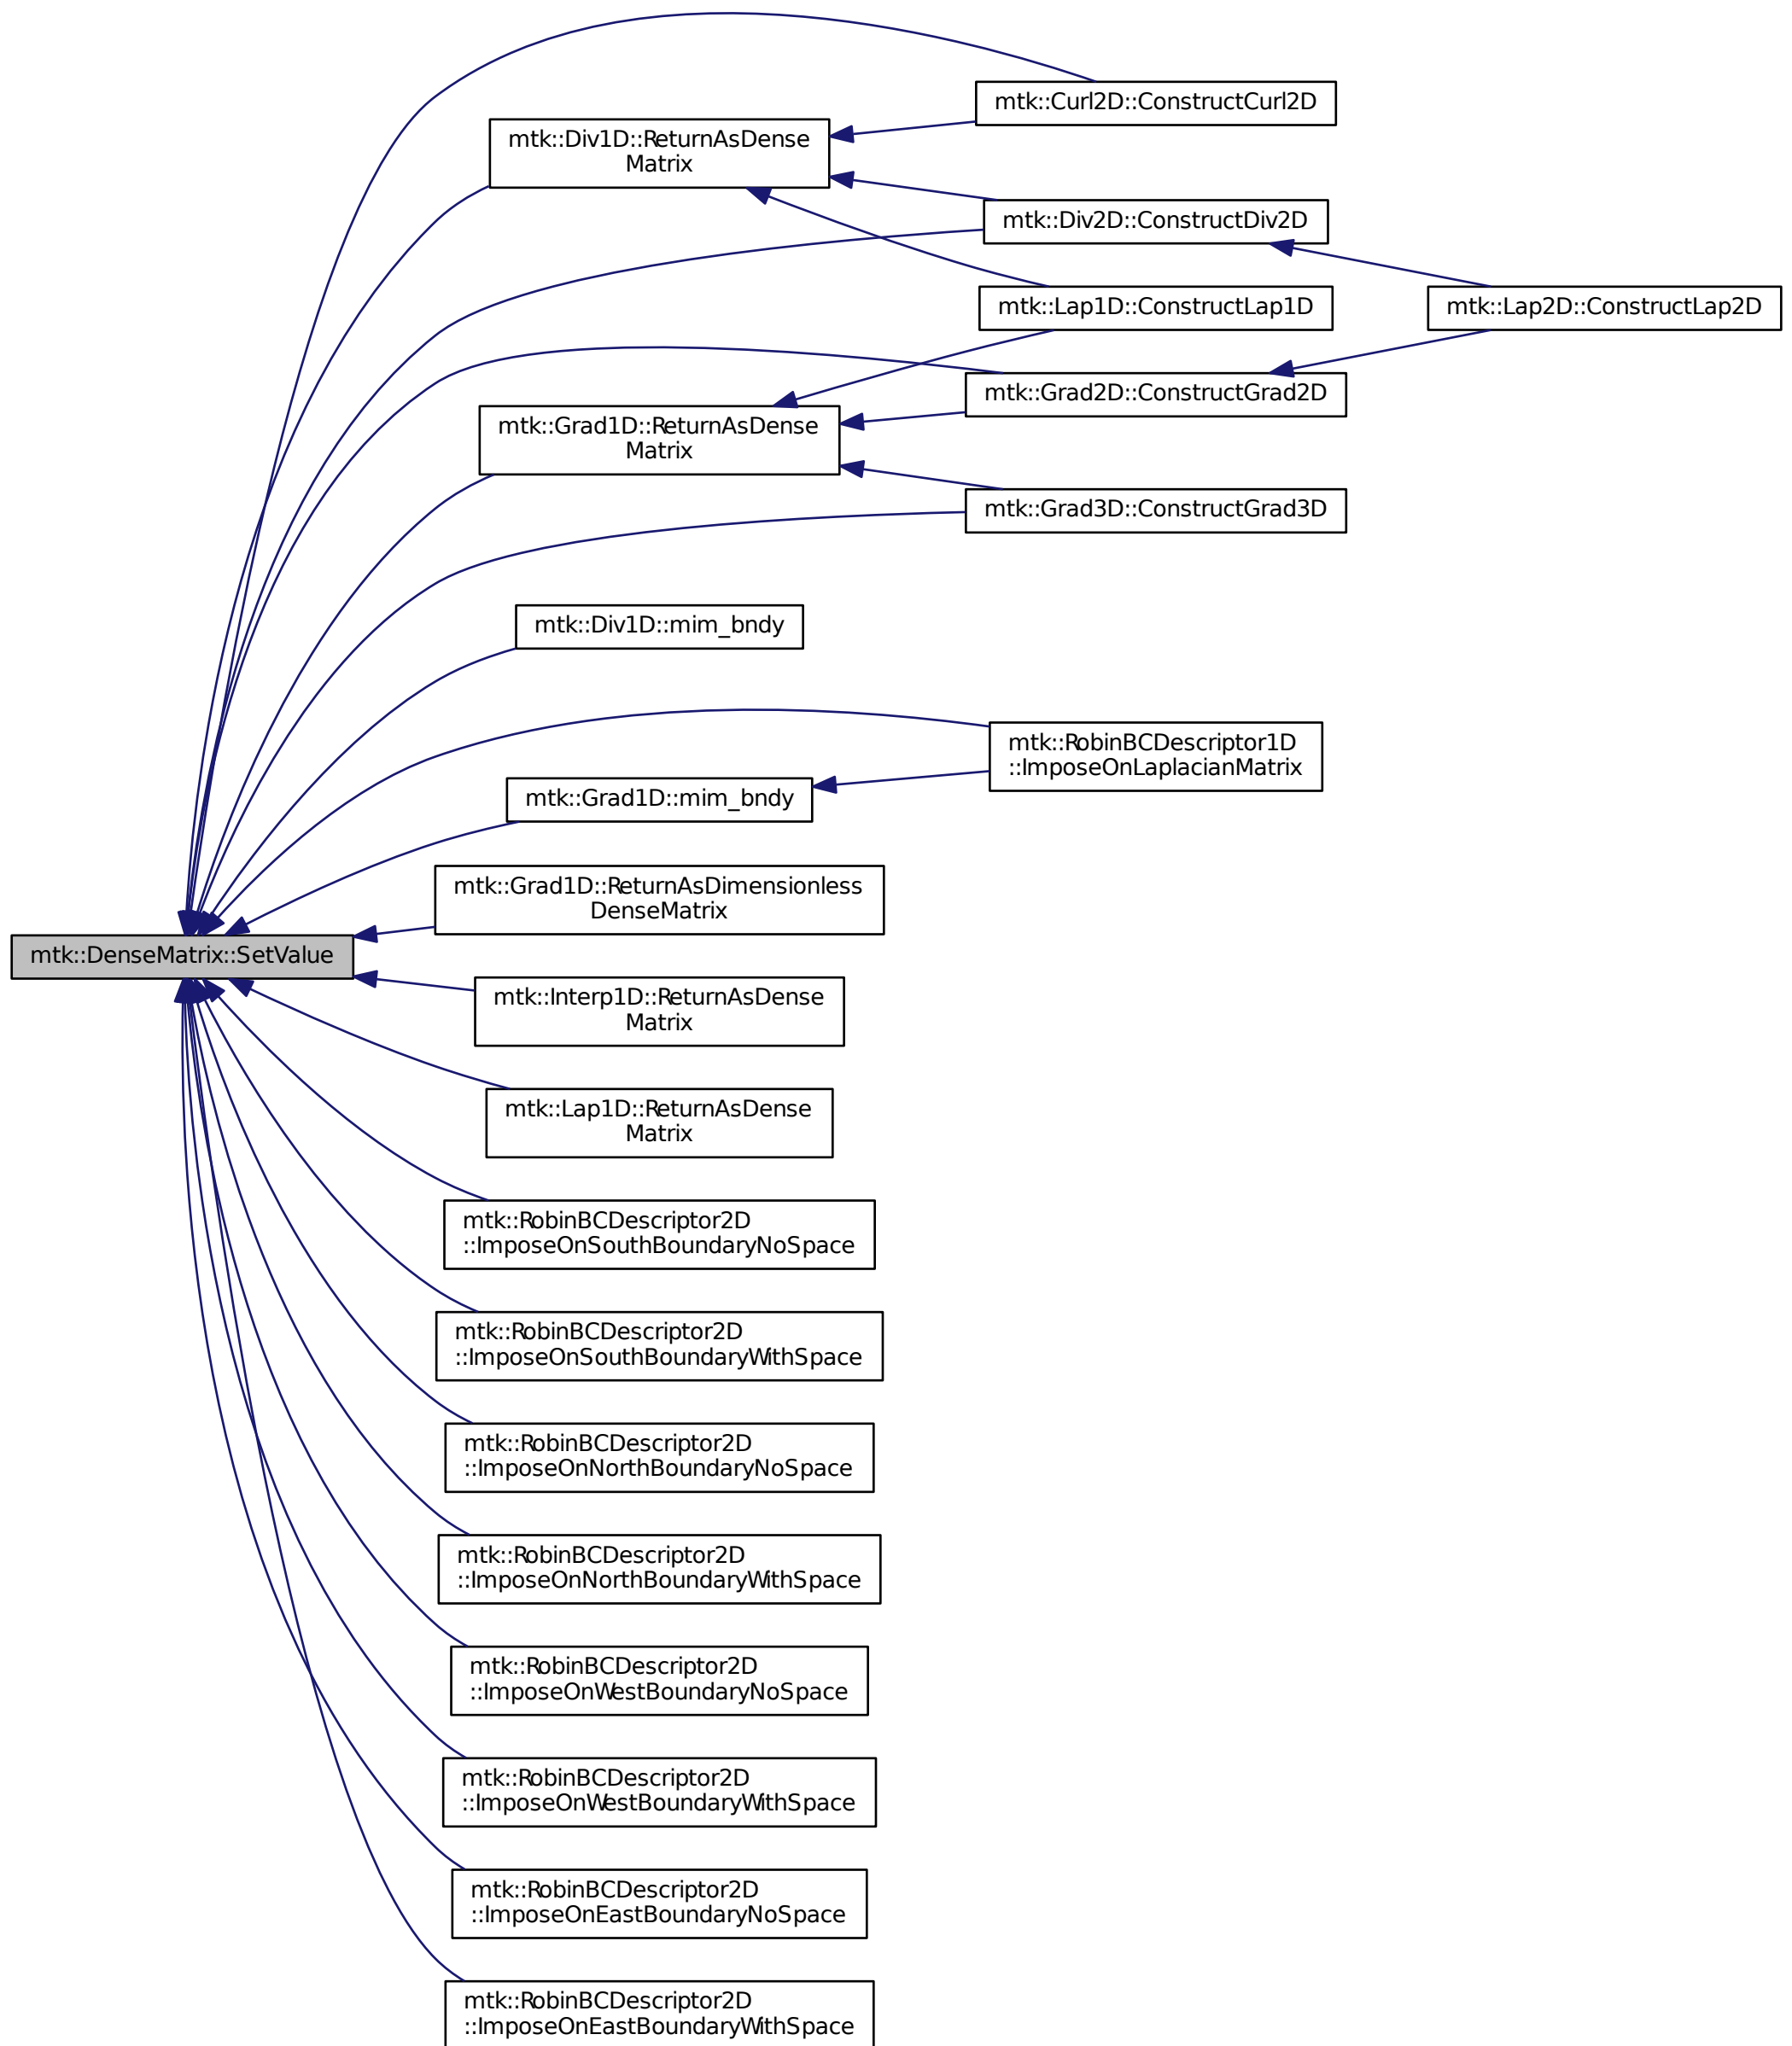 mtk::Curl2D::ConstructCurl2D
mtk::Div1D::ReturnAsDense
Matrix
mtk::Div2D::ConstructDiv2D
mtk::Lap1D::ConstructLap1D
mtk::Lap2D::ConstructLap2D
mtk::Grad2D::ConstructGrad2D
mtk::Grad1D::ReturnAsDense
Matrix
mtk::Grad3D::ConstructGrad3D
mtk::Div1D::mim_bndy
mtk::RobinBCDescriptor1D
::ImposeOnLaplacianMatrix
mtk::Grad1D::mim_bndy
mtk::Grad1D::ReturnAsDimensionless
DenseMatrix
mtk::DenseMatrix::SetValue
mtk::Interp1D::ReturnAsDense
Matrix
mtk::Lap1D::ReturnAsDense
Matrix
mtk::RobinBCDescriptor2D
::ImposeOnSouthBoundaryNoSpace
mtk::RobinBCDescriptor2D
::ImposeOnSouthBoundaryWithSpace
mtk::RobinBCDescriptor2D
::ImposeOnNorthBoundaryNoSpace
mtk::RobinBCDescriptor2D
::ImposeOnNorthBoundaryWithSpace
mtk::RobinBCDescriptor2D
::ImposeOnWestBoundaryNoSpace
mtk::RobinBCDescriptor2D
::ImposeOnWestBoundaryWithSpace
mtk::RobinBCDescriptor2D
::ImposeOnEastBoundaryNoSpace
mtk::RobinBCDescriptor2D
::ImposeOnEastBoundaryWithSpace